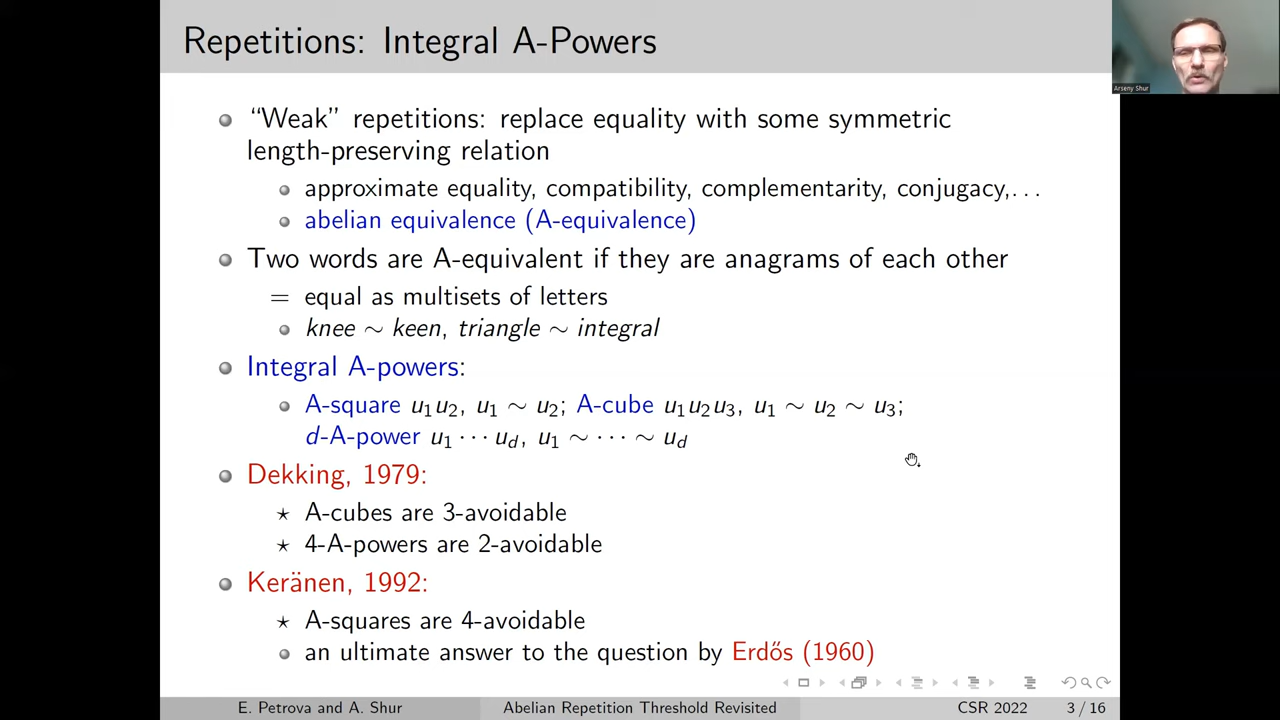 Repetitions: Integral A-Powers
Arseny Shur
"Weak" repetitions: replace equality with some symmetric
length-preserving relation
approximate equality, compatibility, complementarity, conjugacy,...
abelian equivalence (A-equivalence)
Two words are A-equivalent if they are anagrams of each other
= equal as multisets of letters
knee ∼ keen, triangle ∼ integral
Integral A-powers:
A-square u₁u₂, u₁ ∼ u₂; A-cube u₁u₂u₃, u₁ ∼ u₂ ∼ u₃;
d-A-power u₁ ⋯ u_d, u₁ ∼ ⋯ ∼ u_d
Dekking, 1979:
⋆ A-cubes are 3-avoidable
⋆ 4-A-powers are 2-avoidable
Keränen, 1992:
⋆ A-squares are 4-avoidable
an ultimate answer to the question by Erdős (1960)
E. Petrova and A. Shur Abelian Repetition Threshold Revisited CSR 2022 3 / 16